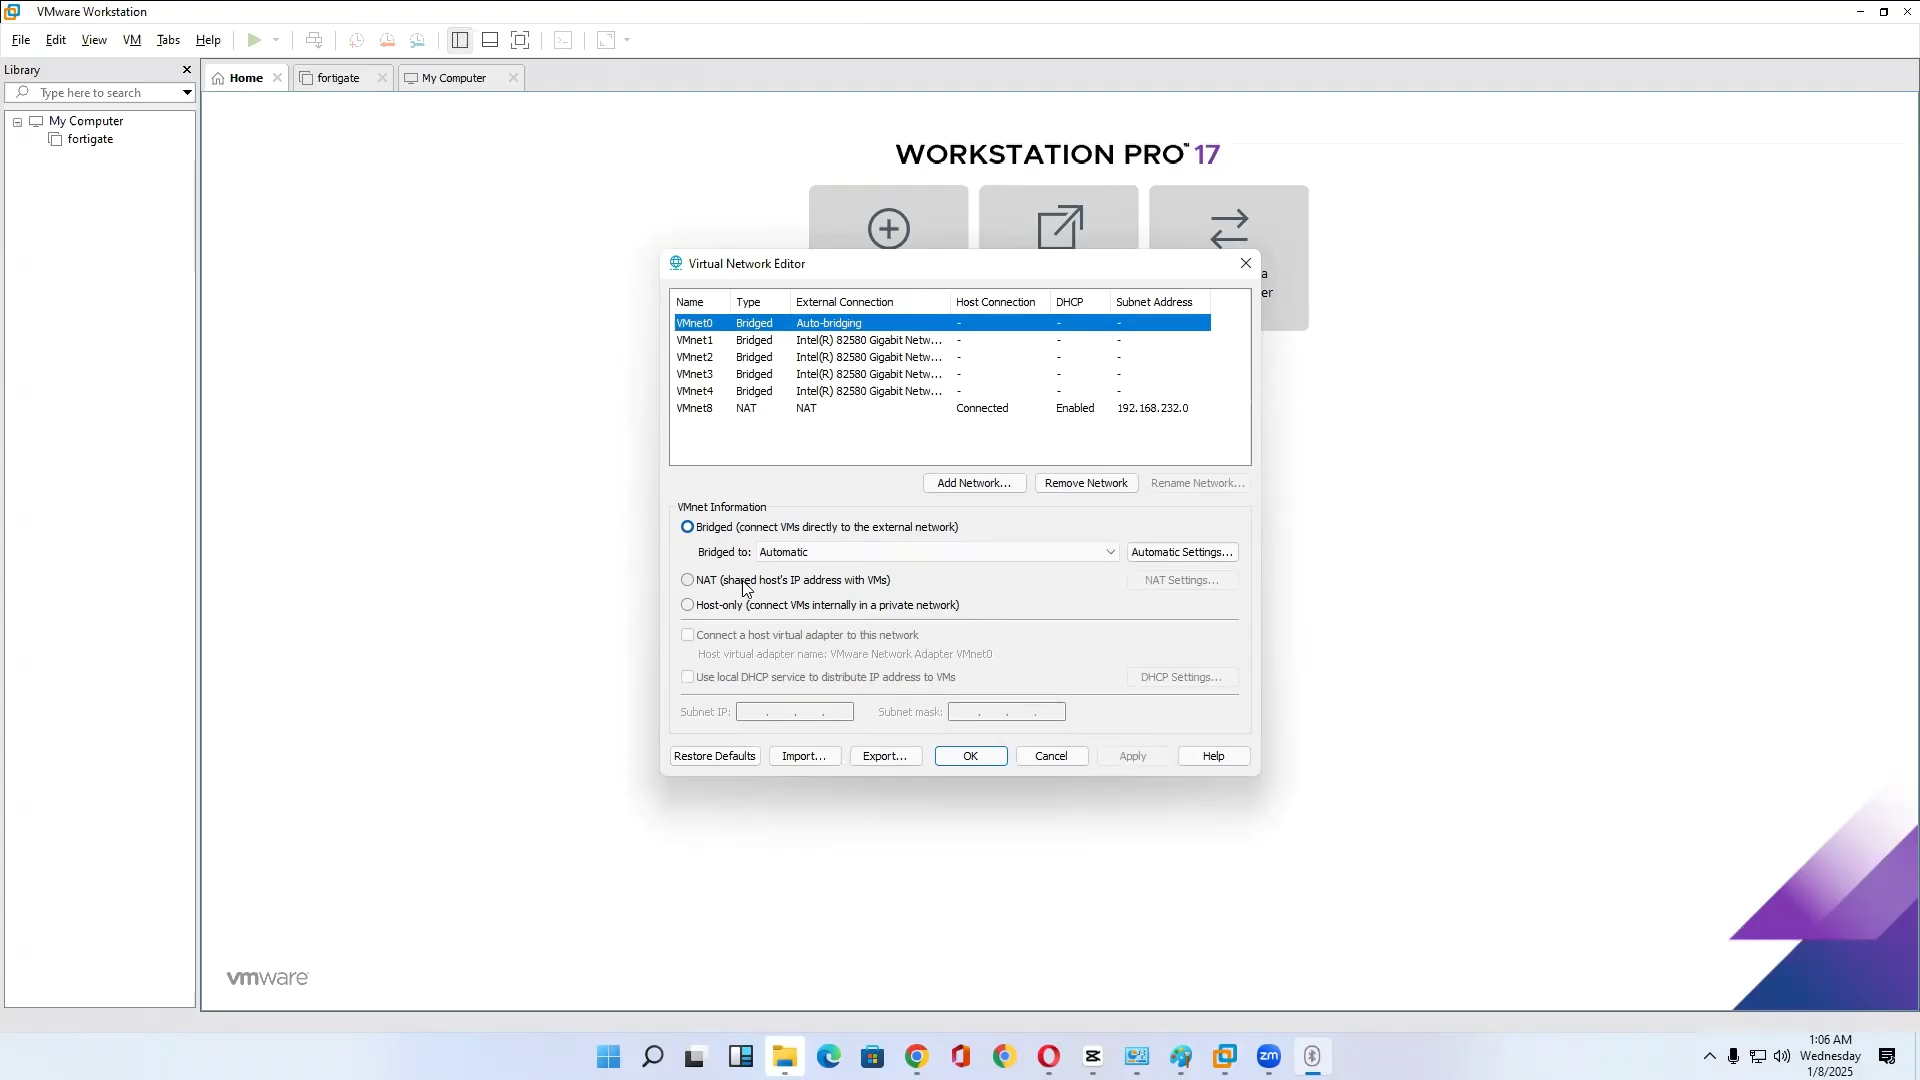 VMware Workstation
File Edit View VM Tabs Help
Library
Type here to search
My Computer
fortigate
Home fortigate My Computer
WORKSTATION PRO™ 17
a
er
Virtual Network Editor
Name Type External Connection Host Connection DHCP Subnet Address
VMnet0 Bridged Auto-bridging - - -
VMnet1 Bridged Intel(R) 82580 Gigabit Netw... - - -
VMnet2 Bridged Intel(R) 82580 Gigabit Netw... - - -
VMnet3 Bridged Intel(R) 82580 Gigabit Netw... - - -
VMnet4 Bridged Intel(R) 82580 Gigabit Netw... - - -
VMnet8 NAT NAT Connected Enabled 192.168.232.0
Add Network... Remove Network Rename Network...
VMnet Information
Bridged (connect VMs directly to the external network)
Bridged to: Automatic Automatic Settings...
NAT (shared host's IP address with VMs) NAT Settings...
Host-only (connect VMs internally in a private network)
Connect a host virtual adapter to this network
Host virtual adapter name: VMware Network Adapter VMnet0
Use local DHCP service to distribute IP address to VMs DHCP Settings...
Subnet IP: . . . Subnet mask: . . .
Restore Defaults Import... Export... OK Cancel Apply Help
vmware
zm
1:06 AM
Wednesday
1/8/2025